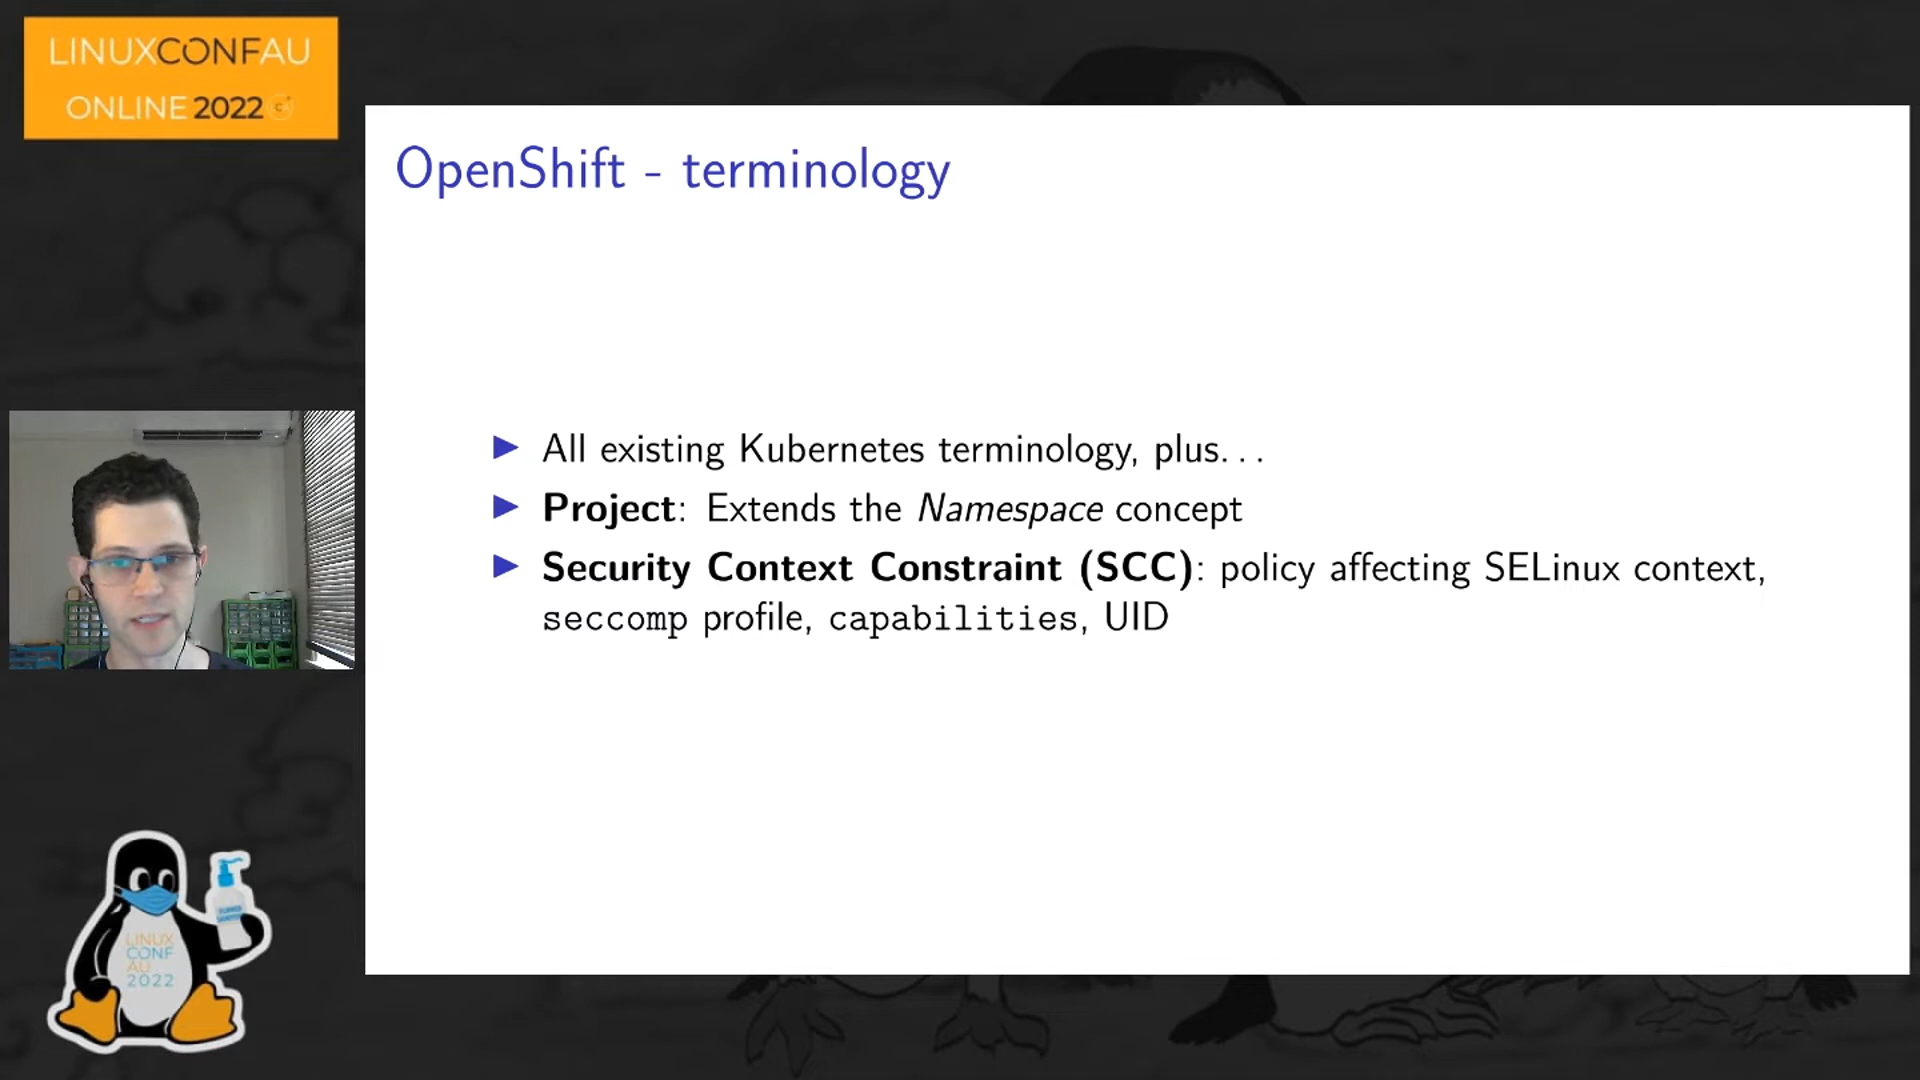 LINUXCONFAU
ONLINE 2022
OpenShift - terminology
All existing Kubernetes terminology, plus...
Project: Extends the Namespace concept
Security Context Constraint (SCC): policy affecting SELinux context,
seccomp profile, capabilities, UID
LINUX
CONF
AU
2022